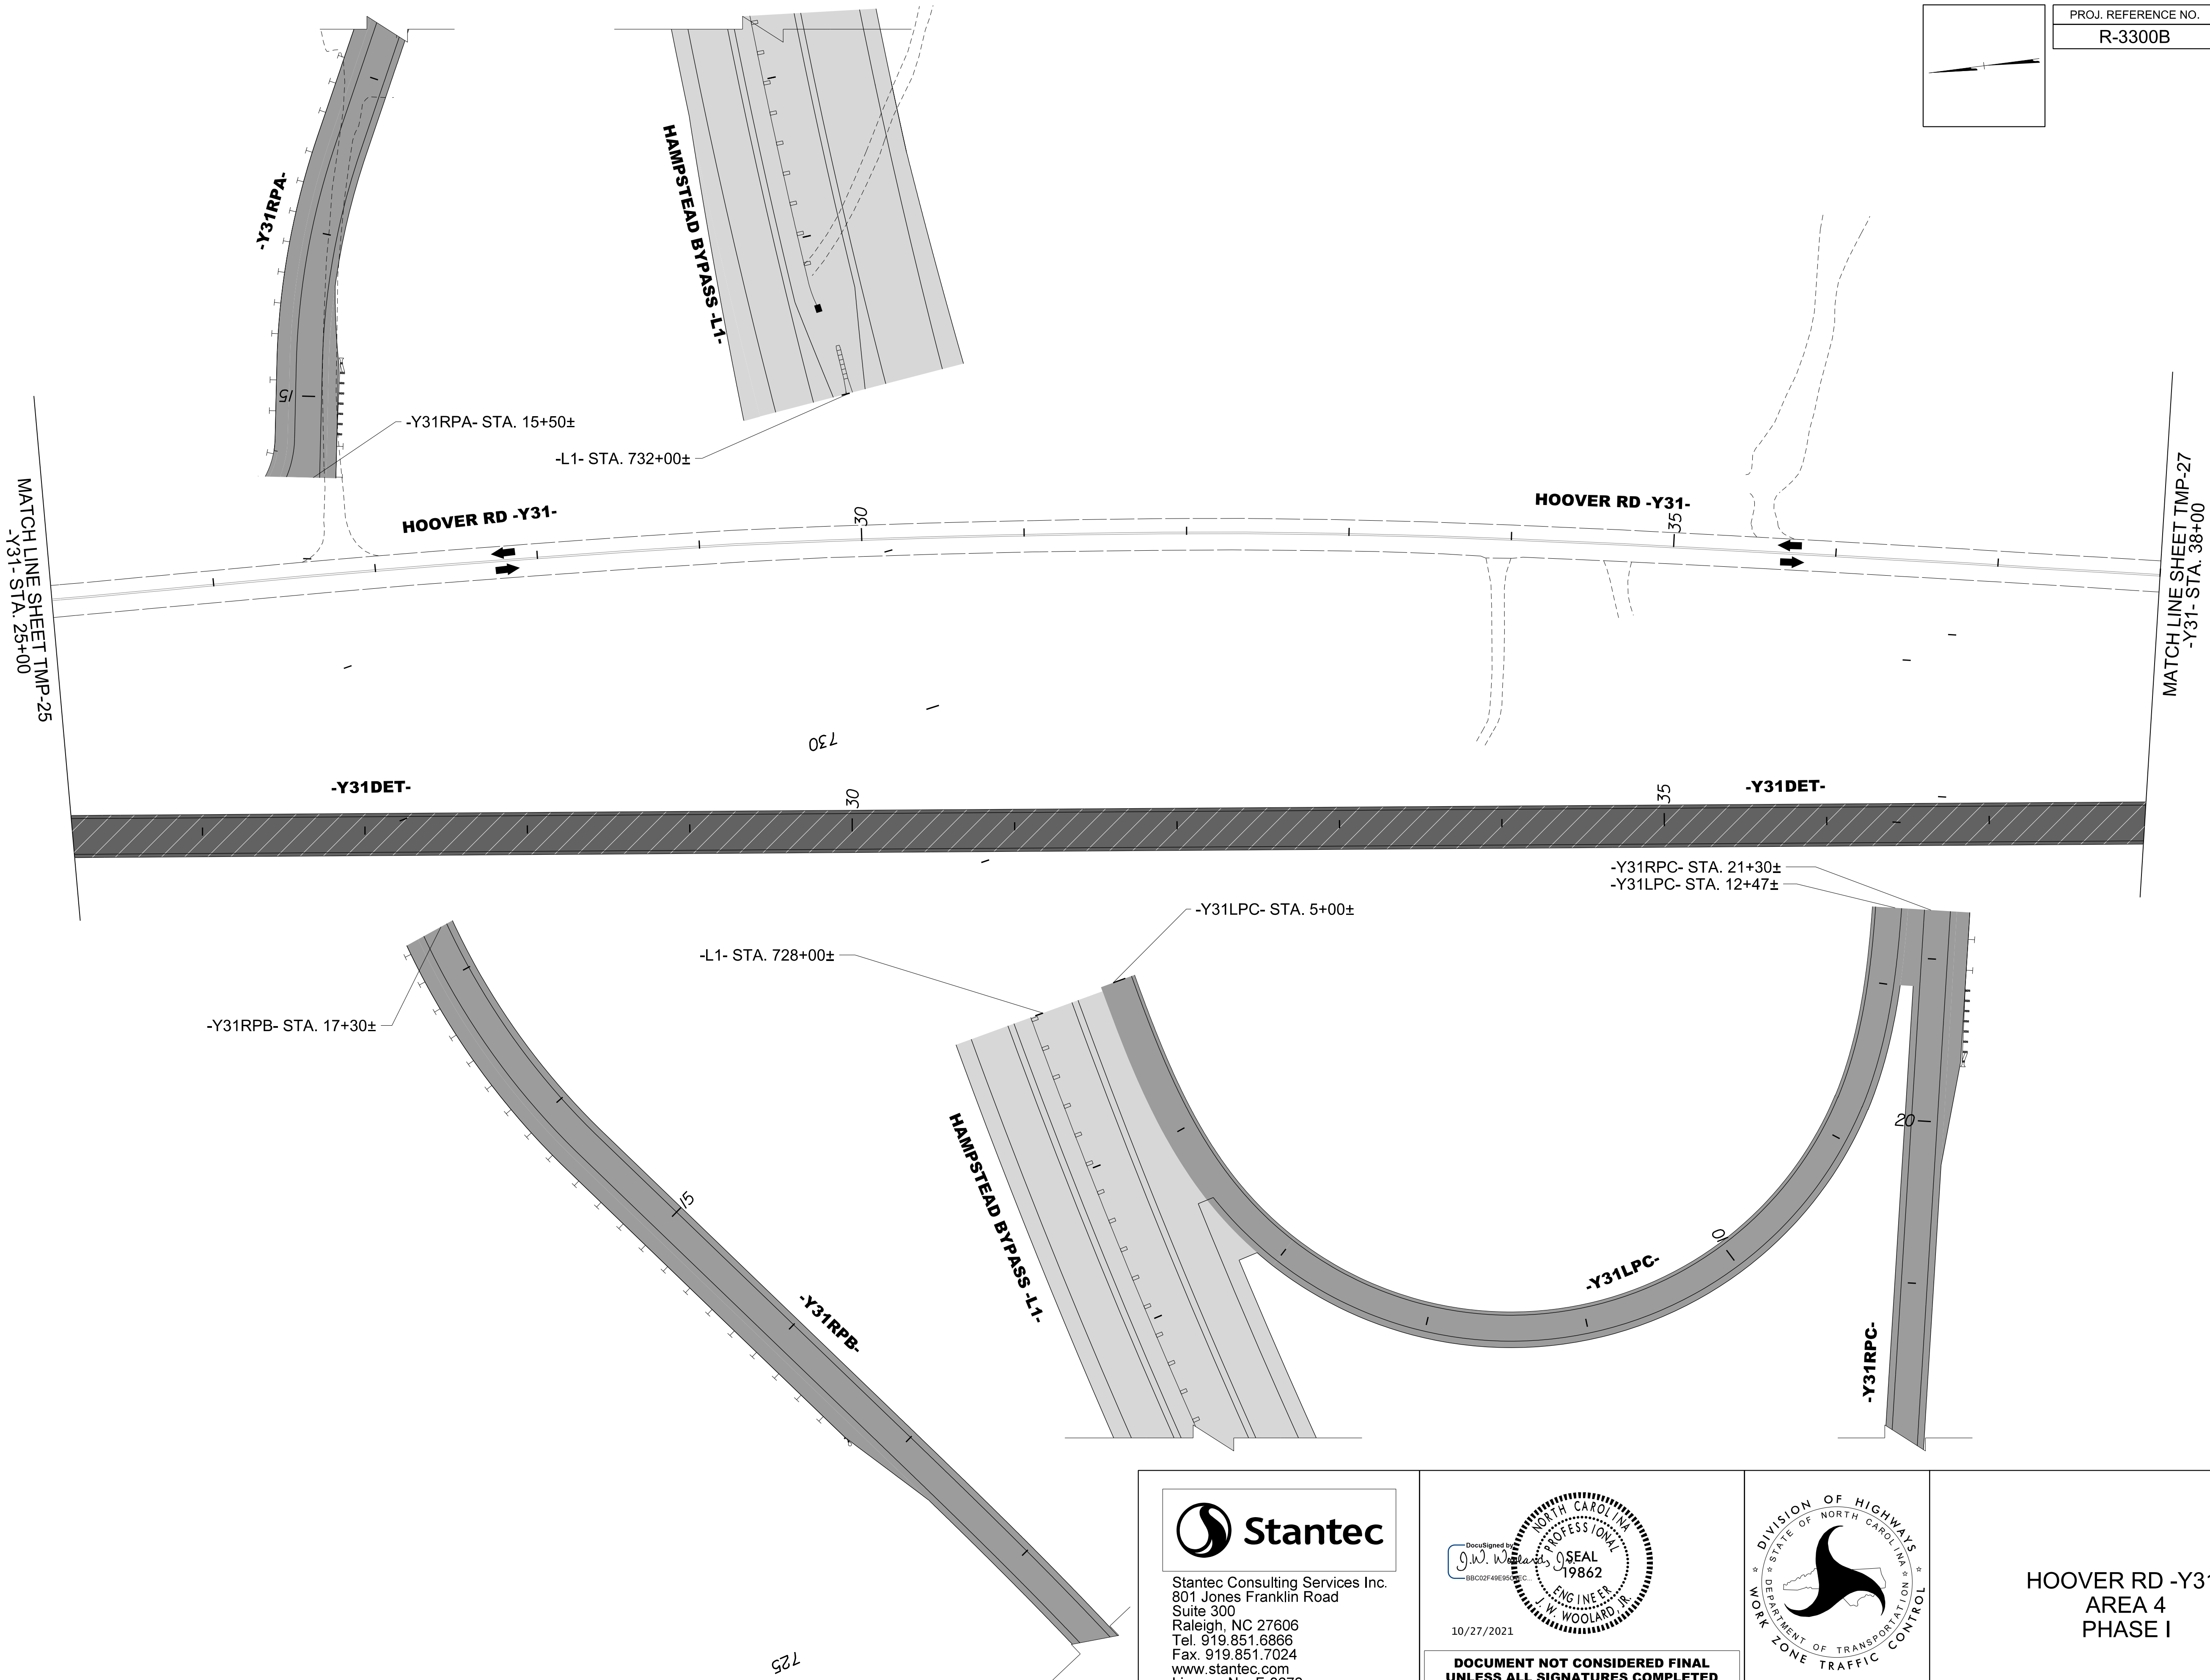 PROJ. REFERENCE NO.
R-3300B
-Y31RPA-
HAMPSTEAD BYPASS -L1-
15
-Y31RPA- STA. 15+50±
-L1- STA. 732+00±
MATCH LINE SHEET TMP-25
-Y31- STA. 25+00
HOOVER RD -Y31-
30
HOOVER RD -Y31-
35
MATCH LINE SHEET TMP-27
-Y31- STA. 38+00
730
-Y31DET-
30
35
-Y31DET-
-Y31RPC- STA. 21+30±
-Y31LPC- STA. 12+47±
-Y31LPC- STA. 5+00±
-L1- STA. 728+00±
-Y31RPB- STA. 17+30±
20
HAMPSTEAD BYPASS -L1-
15
10
-Y31LPC-
-Y31RPB-
-Y31RPC-
725
Stantec
Stantec Consulting Services Inc.
801 Jones Franklin Road
Suite 300
Raleigh, NC 27606
Tel. 919.851.6866
Fax. 919.851.7024
www.stantec.com
NORTH CAROLINA
PROFESSIONAL
SEAL
19862
ENGINEER
J. W. WOOLARD, JR.
DocuSigned by
J.W. Woolard, Jr.
10/27/2021
DOCUMENT NOT CONSIDERED FINAL
UNLESS ALL SIGNATURES COMPLETED
DIVISION OF HIGHWAYS
STATE OF NORTH CAROLINA
DEPARTMENT OF TRANSPORTATION
WORK ZONE TRAFFIC CONTROL
HOOVER RD -Y31
AREA 4
PHASE I